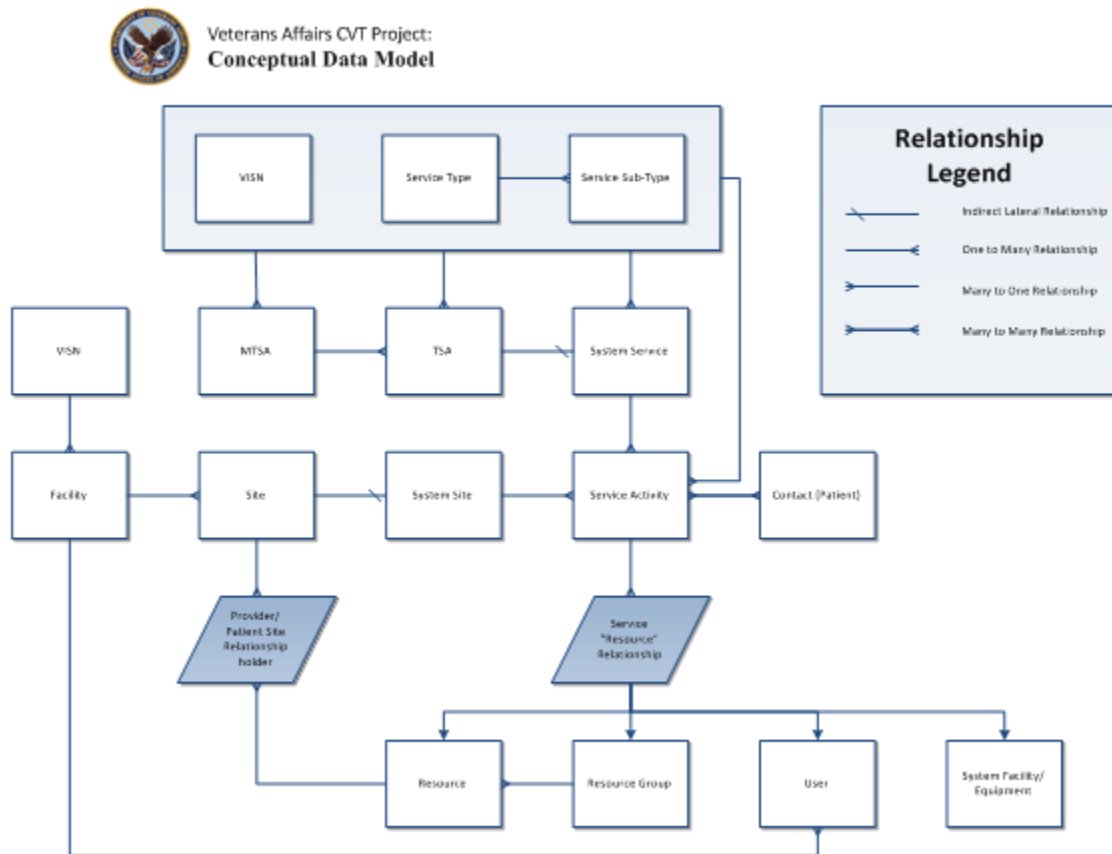 Veterans Affairs CVT Project:
Conceptual Data Model
VISN
Service Type
Service Sub-Type
Relationship
Legend
Indirect Lateral Relationship
One to Many Relationship
Many to One Relationship
Many to Many Relationship
VISN
MTSA
TSA
System Service
Facility
Site
System Site
Service Activity
Contact (Patient)
Provider/
Patient Site
Relationship
holder
Service
"Resource"
Relationship
Resource
Resource Group
User
System Facility/
Equipment